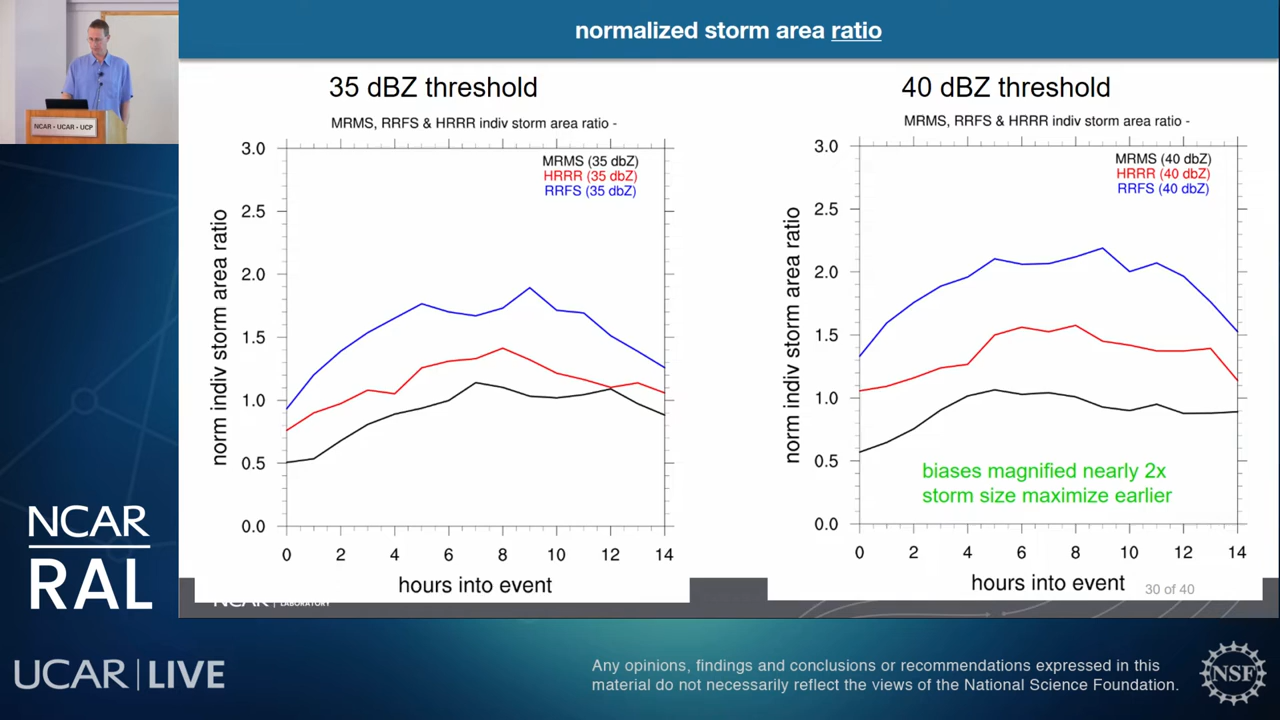 normalized storm area ratio
NCAR • UCAR • UCP
35 dBZ threshold
MRMS, RRFS & HRRR indiv storm area ratio -
MRMS (35 dbZ)
HRRR (35 dbZ)
RRFS (35 dbZ)
norm indiv storm area ratio
3.0
2.5
2.0
1.5
1.0
0.5
0.0
0 2 4 6 8 10 12 14
hours into event
40 dBZ threshold
MRMS, RRFS & HRRR indiv storm area ratio -
MRMS (40 dbZ)
HRRR (40 dbZ)
RRFS (40 dbZ)
norm indiv storm area ratio
3.0
2.5
2.0
1.5
1.0
0.5
0.0
biases magnified nearly 2x
storm size maximize earlier
0 2 4 6 8 10 12 14
hours into event
30 of 40
NCAR
RAL
NCAR | LABORATORY
UCAR | LIVE
Any opinions, findings and conclusions or recommendations expressed in this
material do not necessarily reflect the views of the National Science Foundation.
NSF